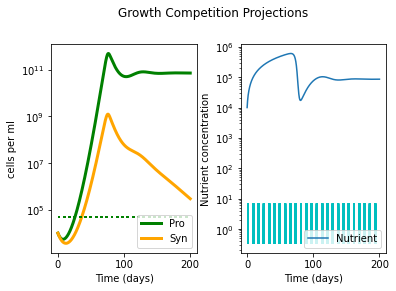 Growth Competition Projections
cells per ml
10^11
10^9
10^7
10^5
Pro
Syn
0
100
200
Time (days)
Nutrient concentration
10^6
10^5
10^4
10^3
10^2
10^1
10^0
Nutrient
0
100
200
Time (days)